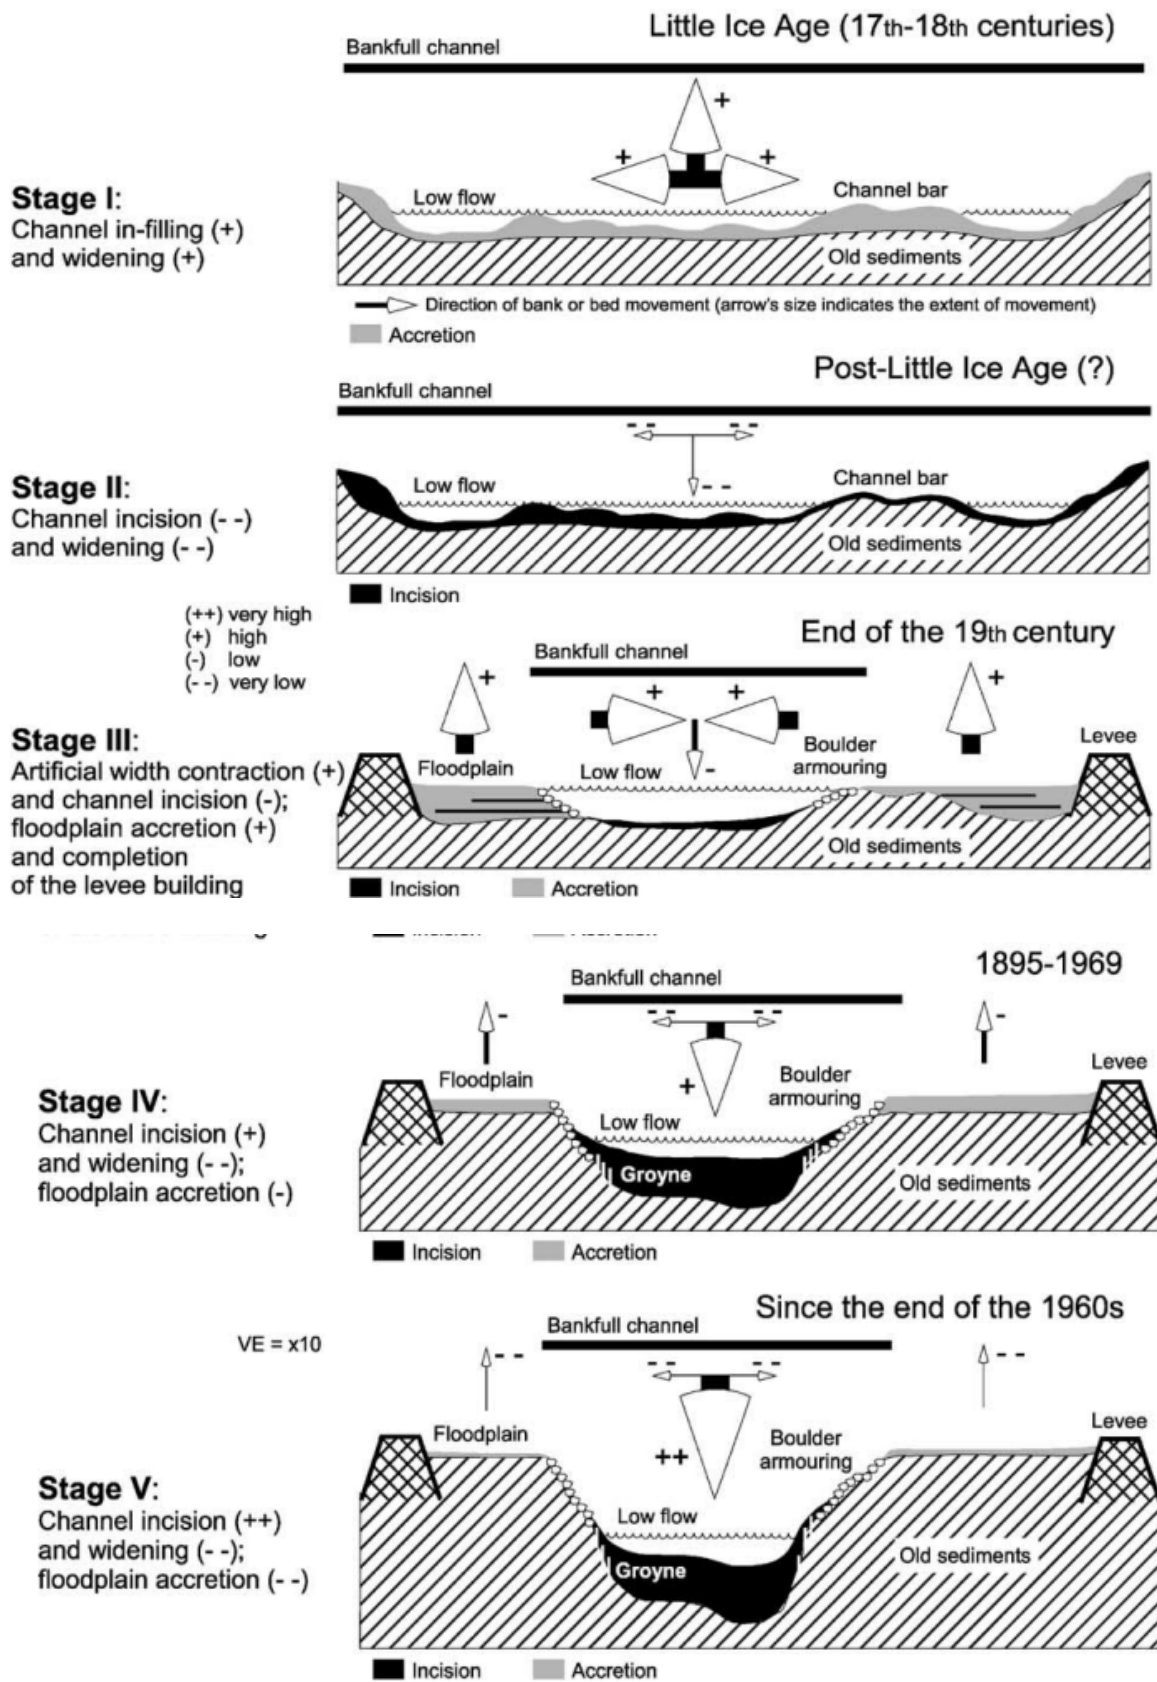 Little Ice Age (17th-18th centuries)
Bankfull channel
+
+ +
Stage I:
Channel in-filling (+)
and widening (+)
Low flow
Channel bar
Old sediments
Direction of bank or bed movement (arrow's size indicates the extent of movement)
Accretion
Post-Little Ice Age (?)
Bankfull channel
- - - -
- -
Stage II:
Channel incision (- -)
and widening (- -)
Low flow
Channel bar
Old sediments
Incision
(++) very high
(+) high
(-) low
(- -) very low
End of the 19th century
Bankfull channel
+ + + +
-
Stage III:
Artificial width contraction (+)
and channel incision (-);
floodplain accretion (+)
and completion
of the levee building
Floodplain
Low flow
Boulder
armouring
Levee
Old sediments
Incision Accretion
1895-1969
Bankfull channel
- - - - - -
+
Stage IV:
Channel incision (+)
and widening (- -);
floodplain accretion (-)
Floodplain
Low flow
Boulder
armouring
Levee
Groyne
Old sediments
Incision Accretion
Since the end of the 1960s
VE = x10
Bankfull channel
- - - - - - - -
++
Stage V:
Channel incision (++)
and widening (- -);
floodplain accretion (- -)
Floodplain
Low flow
Boulder
armouring
Levee
Groyne
Old sediments
Incision Accretion